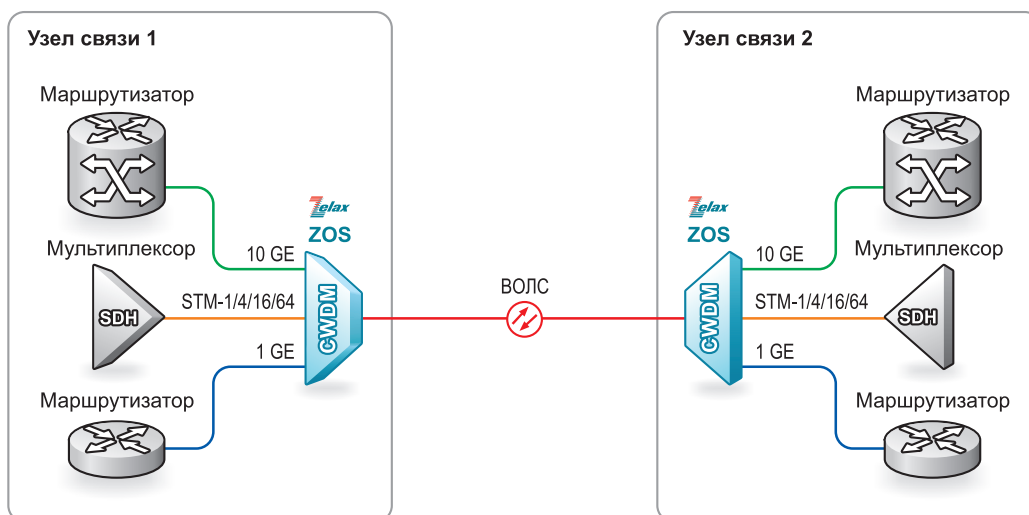 Узел связи 1
Маршрутизатор
Zelax
ZOS
Мультиплексор
10 GE
SDH
STM-1/4/16/64
CWDM
1 GE
Маршрутизатор
ВОЛС
Узел связи 2
Маршрутизатор
Zelax
ZOS
10 GE
Мультиплексор
CWDM
STM-1/4/16/64
SDH
1 GE
Маршрутизатор